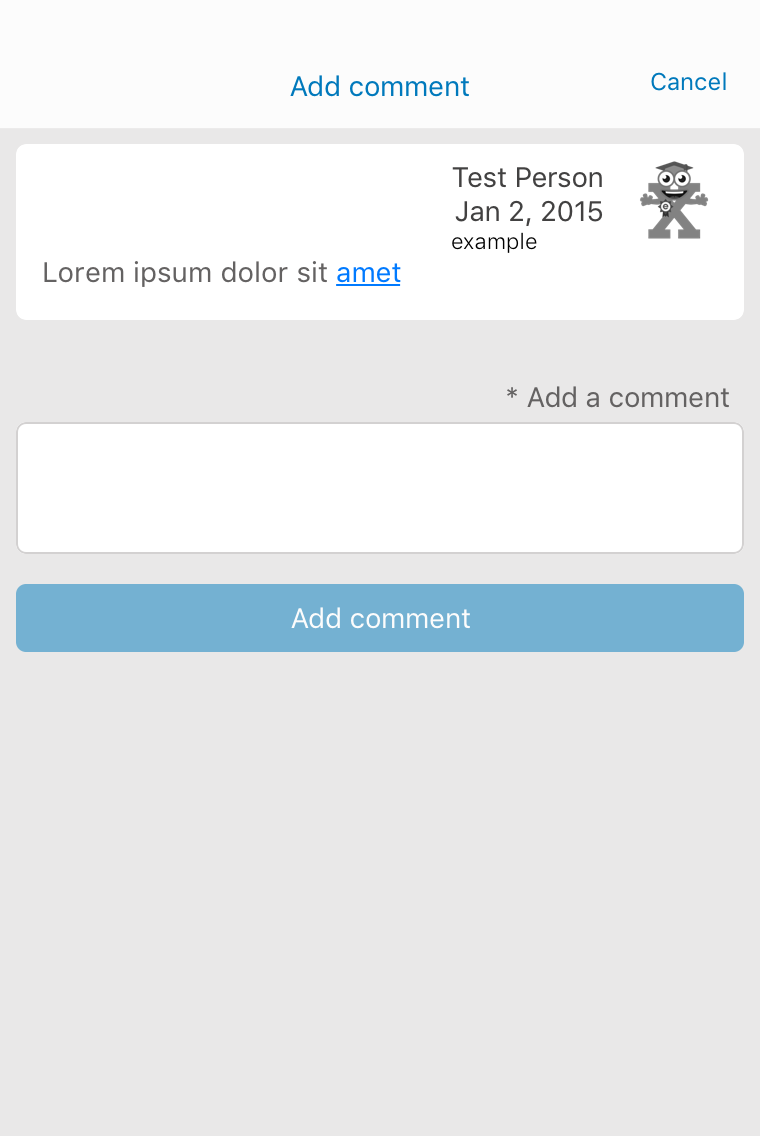 Add comment
Cancel
Test Person
Jan 2, 2015
example
Lorem ipsum dolor sit amet
* Add a comment
Add comment